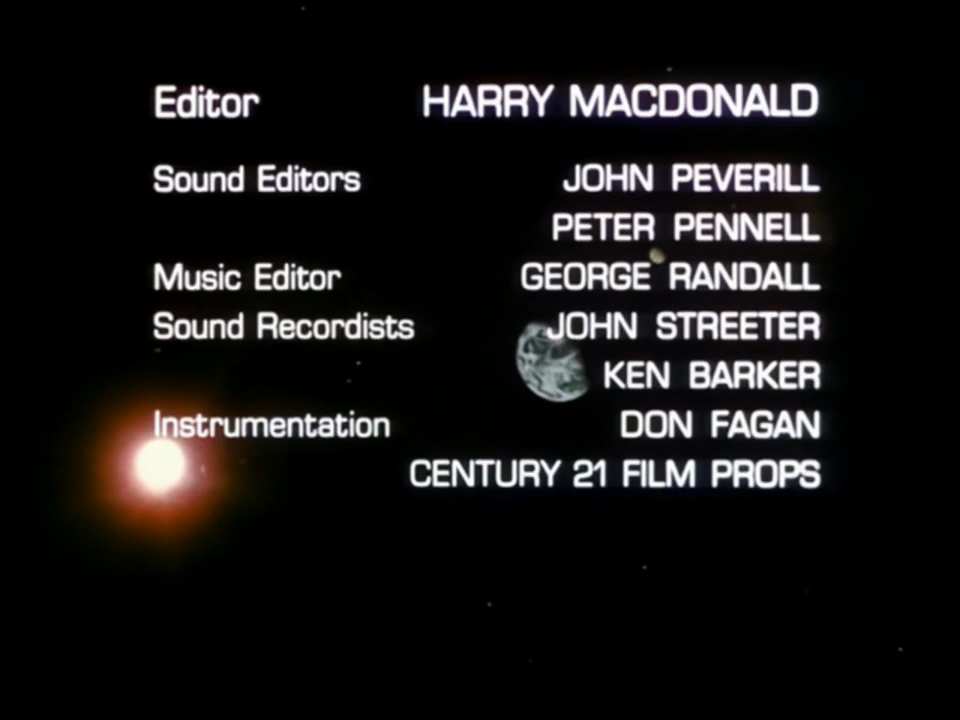 Editor HARRY MACDONALD
Sound Editors JOHN PEVERILL
PETER PENNELL
Music Editor GEORGE RANDALL
Sound Recordists JOHN STREETER
KEN BARKER
Instrumentation DON FAGAN
CENTURY 21 FILM PROPS